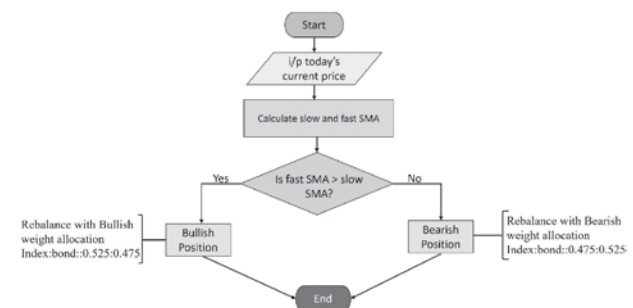 Start
i/p today's
current price
Calculate slow and fast SMA
Is fast SMA > slow
SMA?
Yes
No
Rebalance with Bullish
weight allocation
Index:bond::0.525:0.475
Bullish
Position
Bearish
Position
Rebalance with Bearish
weight allocation
Index:bond::0.475:0.525
End